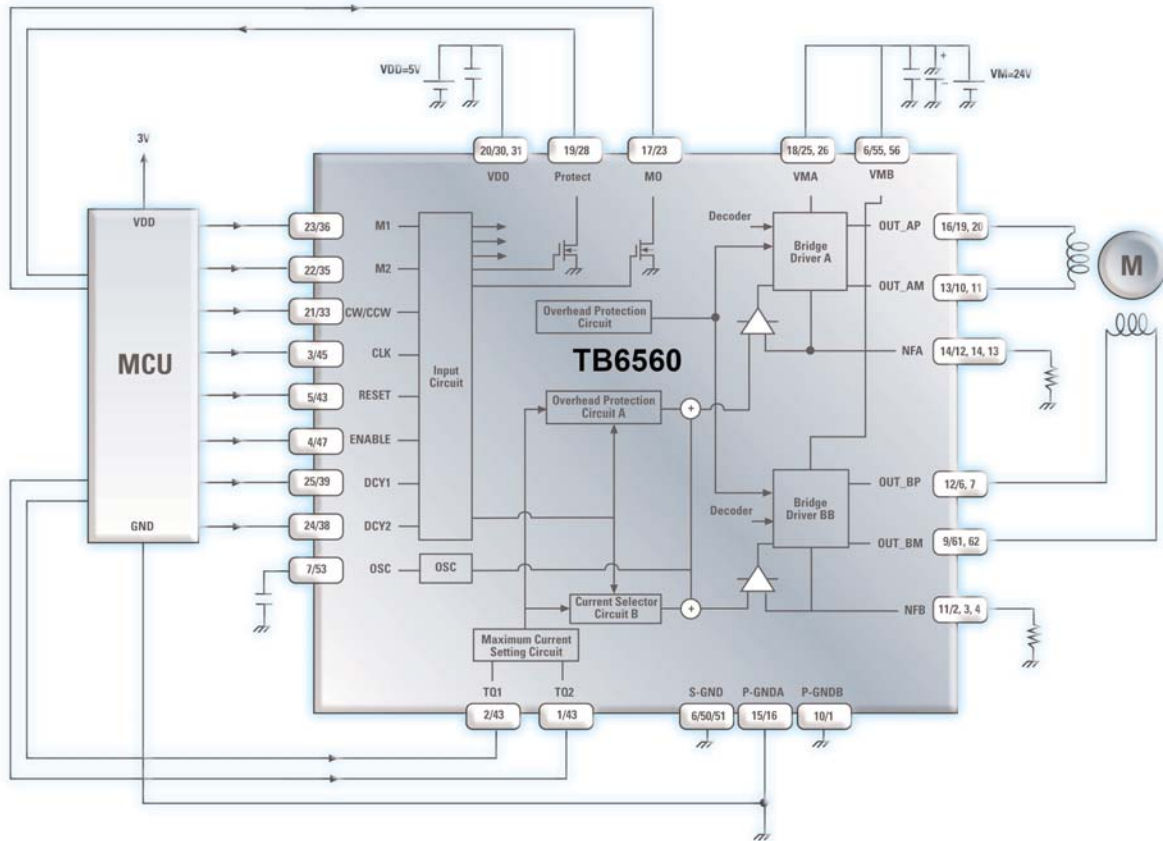 VDD=5V
VM=24V
3V
20/30, 31
19/28
17/23
18/25, 26
6/55, 56
VDD
Protect
MO
VMA
VMB
VDD
MCU
GND
23/36
22/35
21/33
3/45
5/43
4/47
25/39
24/38
7/53
M1
M2
CW/CCW
CLK
RESET
ENABLE
DCY1
DCY2
OSC
Input
Circuit
OSC
Overhead Protection
Circuit
TB6560
Overhead Protection
Circuit A
Current Selector
Circuit B
Maximum Current
Setting Circuit
+
+
Decoder
Bridge
Driver A
Decoder
Bridge
Driver BB
OUT_AP
OUT_AM
NFA
OUT_BP
OUT_BM
NFB
16/19, 20
13/10, 11
14/12, 14, 13
12/6, 7
9/61, 62
11/2, 3, 4
M
+
−
TQ1
TQ2
S-GND
P-GNDA
P-GNDB
2/43
1/43
6/50/51
15/16
10/1